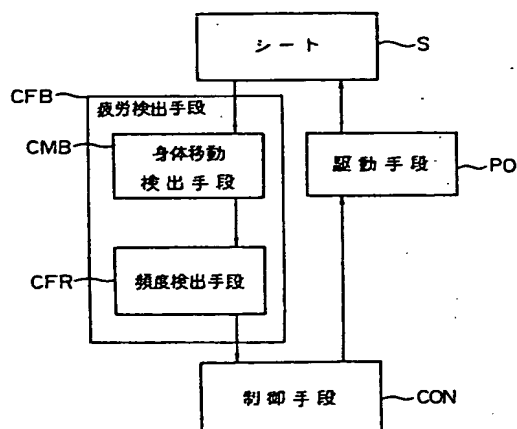 シート
S
CFB
疲労検出手段
CMB
身体移動
検出手段
駆動手段
PO
CFR
頻度検出手段
制御手段
CON